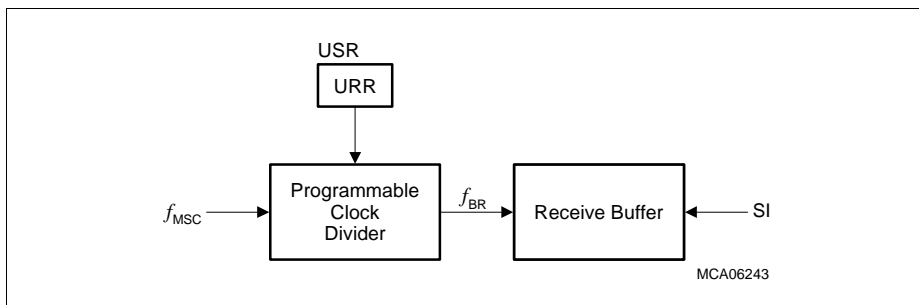 USR
URR
Programmable
Clock
Divider
f_MSC
f_BR
Receive Buffer
SI
MCA06243